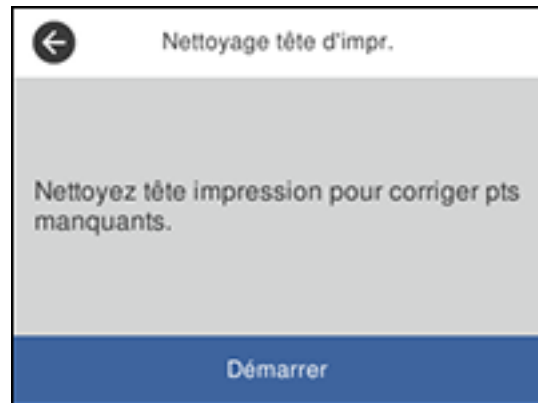 Nettoyage tête d'impr.
Nettoyez tête impression pour corriger pts
manquants.
Démarrer